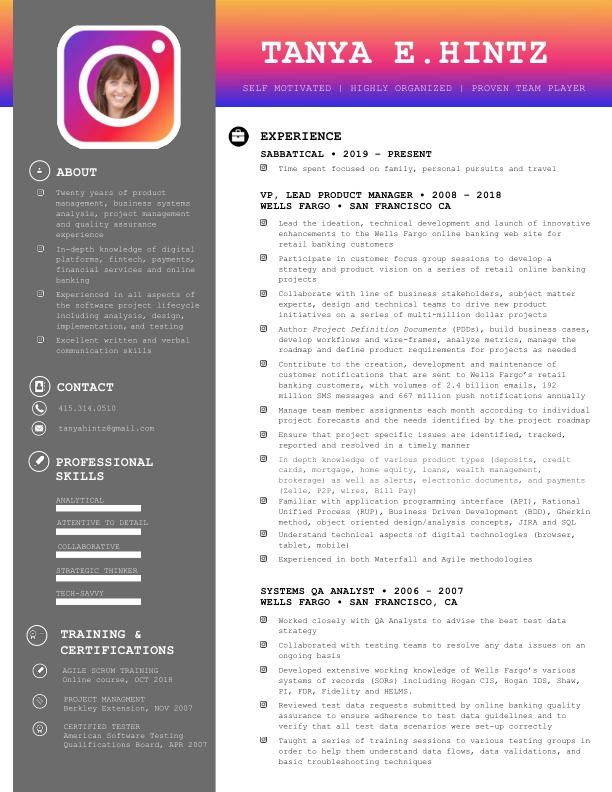 TANYA E.HINTZ
SELF MOTIVATED | HIGHLY ORGANIZED | PROVEN TEAM PLAYER
ABOUT
Twenty years of product
management, business systems
analysis, project management
and quality assurance
experience
In-depth knowledge of digital
platforms, fintech, payments,
financial services and online
banking
Experienced in all aspects of
the software project lifecycle
including analysis, design,
implementation, and testing
Excellent written and verbal
communication skills
CONTACT
415.314.0510
tanyahintz@gmail.com
PROFESSIONAL
SKILLS
ANALYTICAL
ATTENTIVE TO DETAIL
COLLABORATIVE
STRATEGIC THINKER
TECH-SAVVY
TRAINING &
CERTIFICATIONS
AGILE SCRUM TRAINING
Online course, OCT 2018
PROJECT MANAGMENT
Berkley Extension, NOV 2007
CERTIFIED TESTER
American Software Testing
Qualifications Board, APR 2007
EXPERIENCE
SABBATICAL • 2019 – PRESENT
Time spent focused on family, personal pursuits and travel
VP, LEAD PRODUCT MANAGER • 2008 – 2018
WELLS FARGO • SAN FRANCISCO CA
Lead the ideation, technical development and launch of innovative
enhancements to the Wells Fargo online banking web site for
retail banking customers
Participate in customer focus group sessions to develop a
strategy and product vision on a series of retail online banking
projects
Collaborate with line of business stakeholders, subject matter
experts, design and technical teams to drive new product
initiatives on a series of multi-million dollar projects
Author Project Definition Documents (PDDs), build business cases,
develop workflows and wire-frames, analyze metrics, manage the
roadmap and define product requirements for projects as needed
Contribute to the creation, development and maintenance of
customer notifications that are sent to Wells Fargo's retail
banking customers, with volumes of 2.4 billion emails, 192
million SMS messages and 667 million push notifications annually
Manage team member assignments each month according to individual
project forecasts and the needs identified by the project roadmap
Ensure that project specific issues are identified, tracked,
reported and resolved in a timely manner
In depth knowledge of various product types (deposits, credit
cards, mortgage, home equity, loans, wealth management,
brokerage) as well as alerts, electronic documents, and payments
(Zelle, P2P, wires, Bill Pay)
Familiar with application programming interface (API), Rational
Unified Process (RUP), Business Driven Development (BDD), Gherkin
method, object oriented design/analysis concepts, JIRA and SQL
Understand technical aspects of digital technologies (browser,
tablet, mobile)
Experienced in both Waterfall and Agile methodologies
SYSTEMS QA ANALYST • 2006 - 2007
WELLS FARGO • SAN FRANCISCO, CA
Worked closely with QA Analysts to advise the best test data
strategy
Collaborated with testing teams to resolve any data issues on an
ongoing basis
Developed extensive working knowledge of Wells Fargo's various
systems of records (SORs) including Hogan CIS, Hogan IDS, Shaw,
PI, FDR, Fidelity and HELMS.
Reviewed test data requests submitted by online banking quality
assurance to ensure adherence to test data guidelines and to
verify that all test data scenarios were set-up correctly
Taught a series of training sessions to various testing groups in
order to help them understand data flows, data validations, and
basic troubleshooting techniques